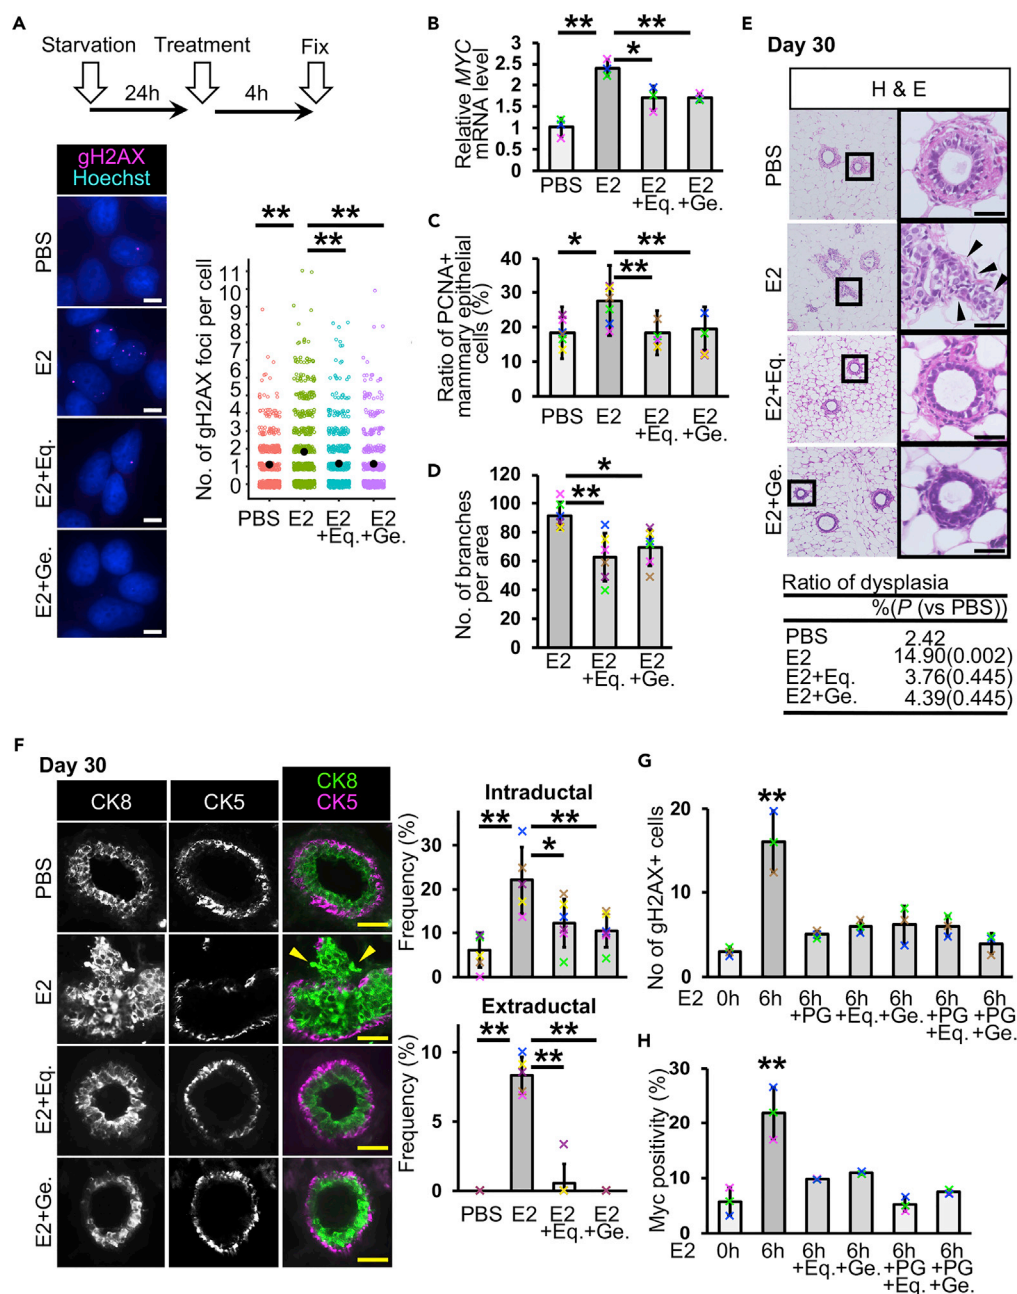 A
Starvation Treatment Fix
24h 4h
gH2AX
Hoechst
PBS
E2
E2+Eq.
E2+Ge.
No. of gH2AX foci per cell
** **
**
11
10
9
8
7
6
5
4
3
2
1
0
PBS E2 E2 E2
+Eq. +Ge.
B
Relative MYC
mRNA level
** **
*
3
2.5
2
1.5
1
0.5
0
PBS E2 E2 E2
+Eq. +Ge.
C
Ratio of PCNA+
mammary epithelial
cells (%)
* **
**
40
30
20
10
0
PBS E2 E2 E2
+Eq. +Ge.
D
No. of branches
per area
*
**
120
100
80
60
40
20
0
E2 E2 E2
+Eq. +Ge.
E
Day 30
H & E
PBS
E2
E2+Eq.
E2+Ge.
Ratio of dysplasia
%(P (vs PBS))
PBS 2.42
E2 14.90(0.002)
E2+Eq. 3.76(0.445)
E2+Ge. 4.39(0.445)
F
Day 30
CK8 CK5 CK8
CK5
PBS
E2
E2+Eq.
E2+Ge.
Intraductal
Frequency (%)
** **
*
30
20
10
0
Extraductal
Frequency (%)
** **
**
10
5
0
PBS E2 E2 E2
+Eq. +Ge.
G
No of gH2AX+ cells
**
20
10
0
E2 0h 6h 6h 6h 6h 6h 6h
+PG +Eq. +Ge. +PG +PG
+Eq. +Ge.
H
Myc positivity (%)
**
30
20
10
0
E2 0h 6h 6h 6h 6h 6h
+Eq. +Ge. +PG +PG
+Eq. +Ge.